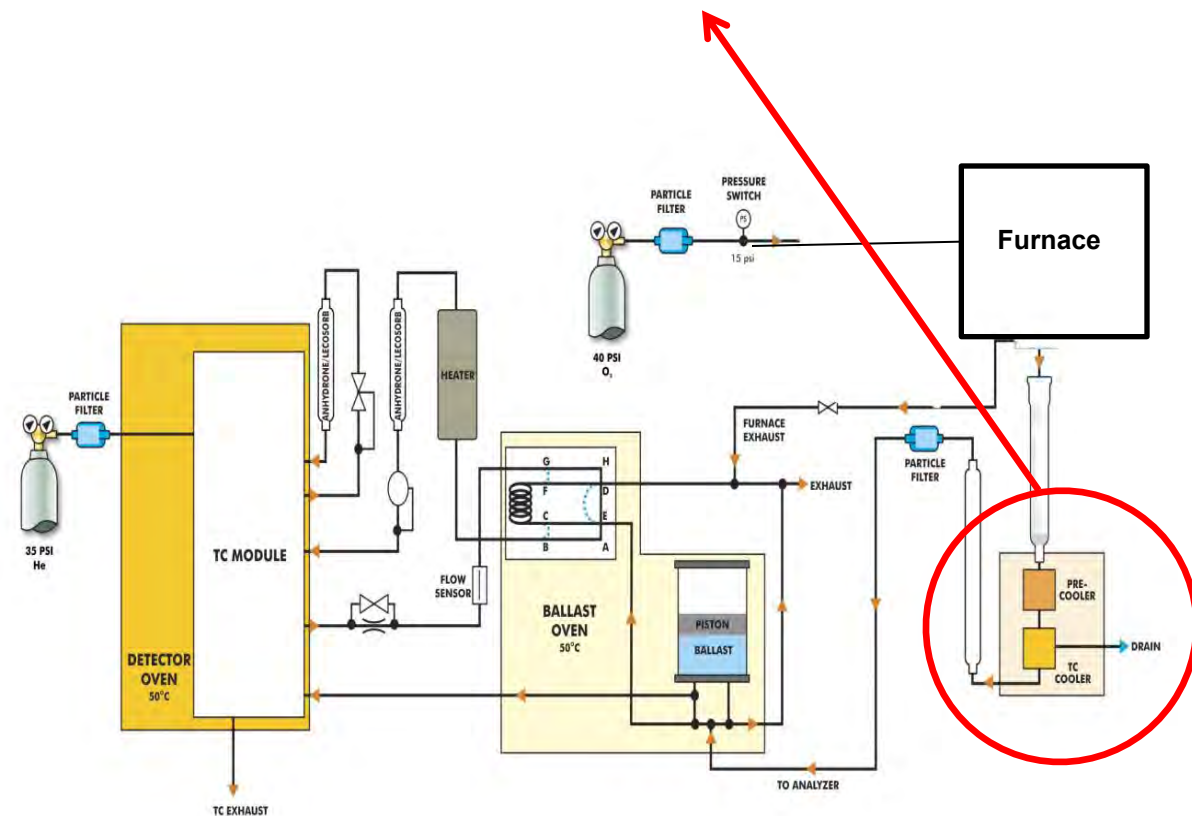 PRESSURE
SWITCH
PARTICLE
FILTER
PS
15 psi
40 PSI
O₂
Furnace
ANHYDRONE/LECOSORB
ANHYDRONE/LECOSORB
HEATER
PARTICLE
FILTER
35 PSI
He
TC MODULE
DETECTOR
OVEN
50°C
TC EXHAUST
FLOW
SENSOR
G
H
F
D
C
E
B
A
BALLAST
OVEN
50°C
PISTON
BALLAST
FURNACE
EXHAUST
EXHAUST
PARTICLE
FILTER
PRE-
COOLER
TC
COOLER
DRAIN
TO ANALYZER